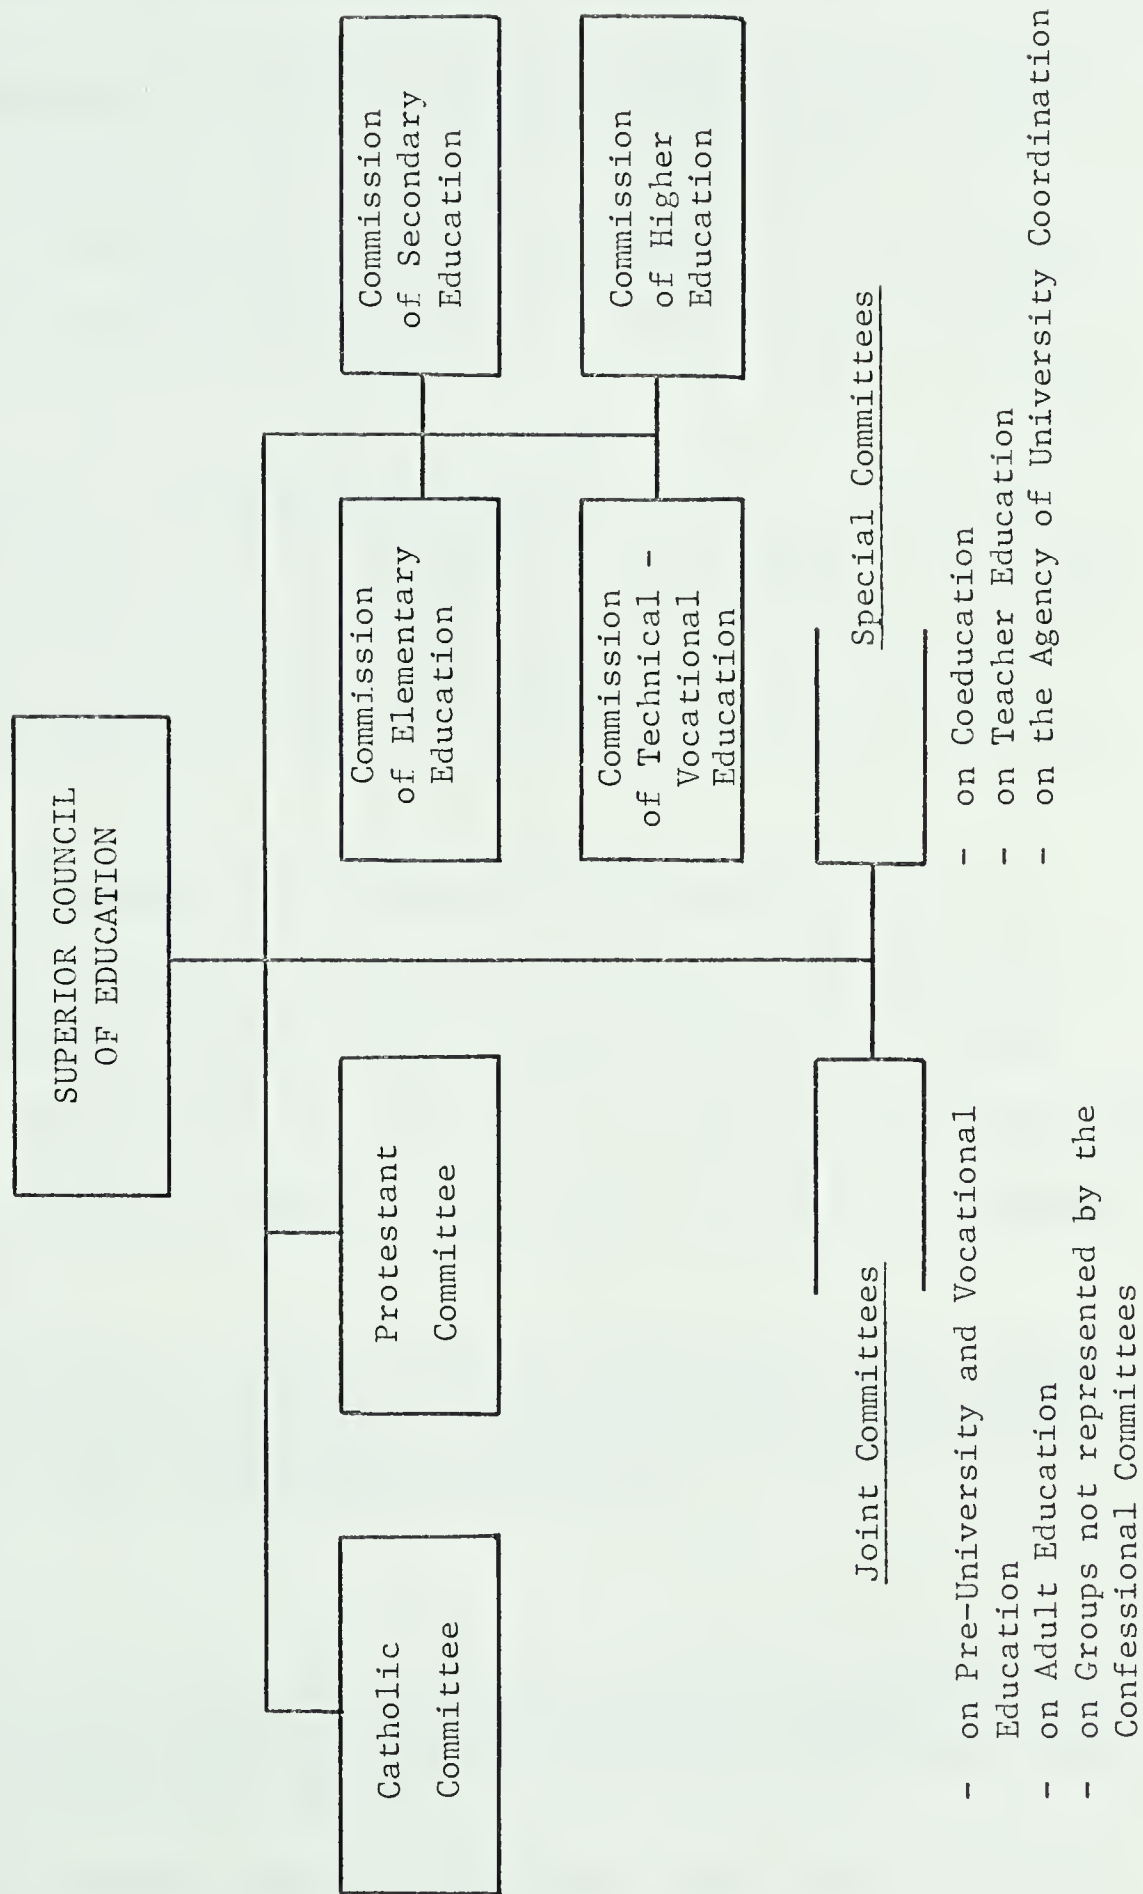 SUPERIOR COUNCIL
OF EDUCATION
Catholic
Committee
Protestant
Committee
Commission
of Elementary
Education
Commission
of Secondary
Education
Commission
of Technical -
Vocational
Education
Commission
of Higher
Education
Joint Committees
- on Pre-University and Vocational
Education
- on Adult Education
- on Groups not represented by the
Confessional Committees
Special Committees
- on Coeducation
- on Teacher Education
- on the Agency of University Coordination